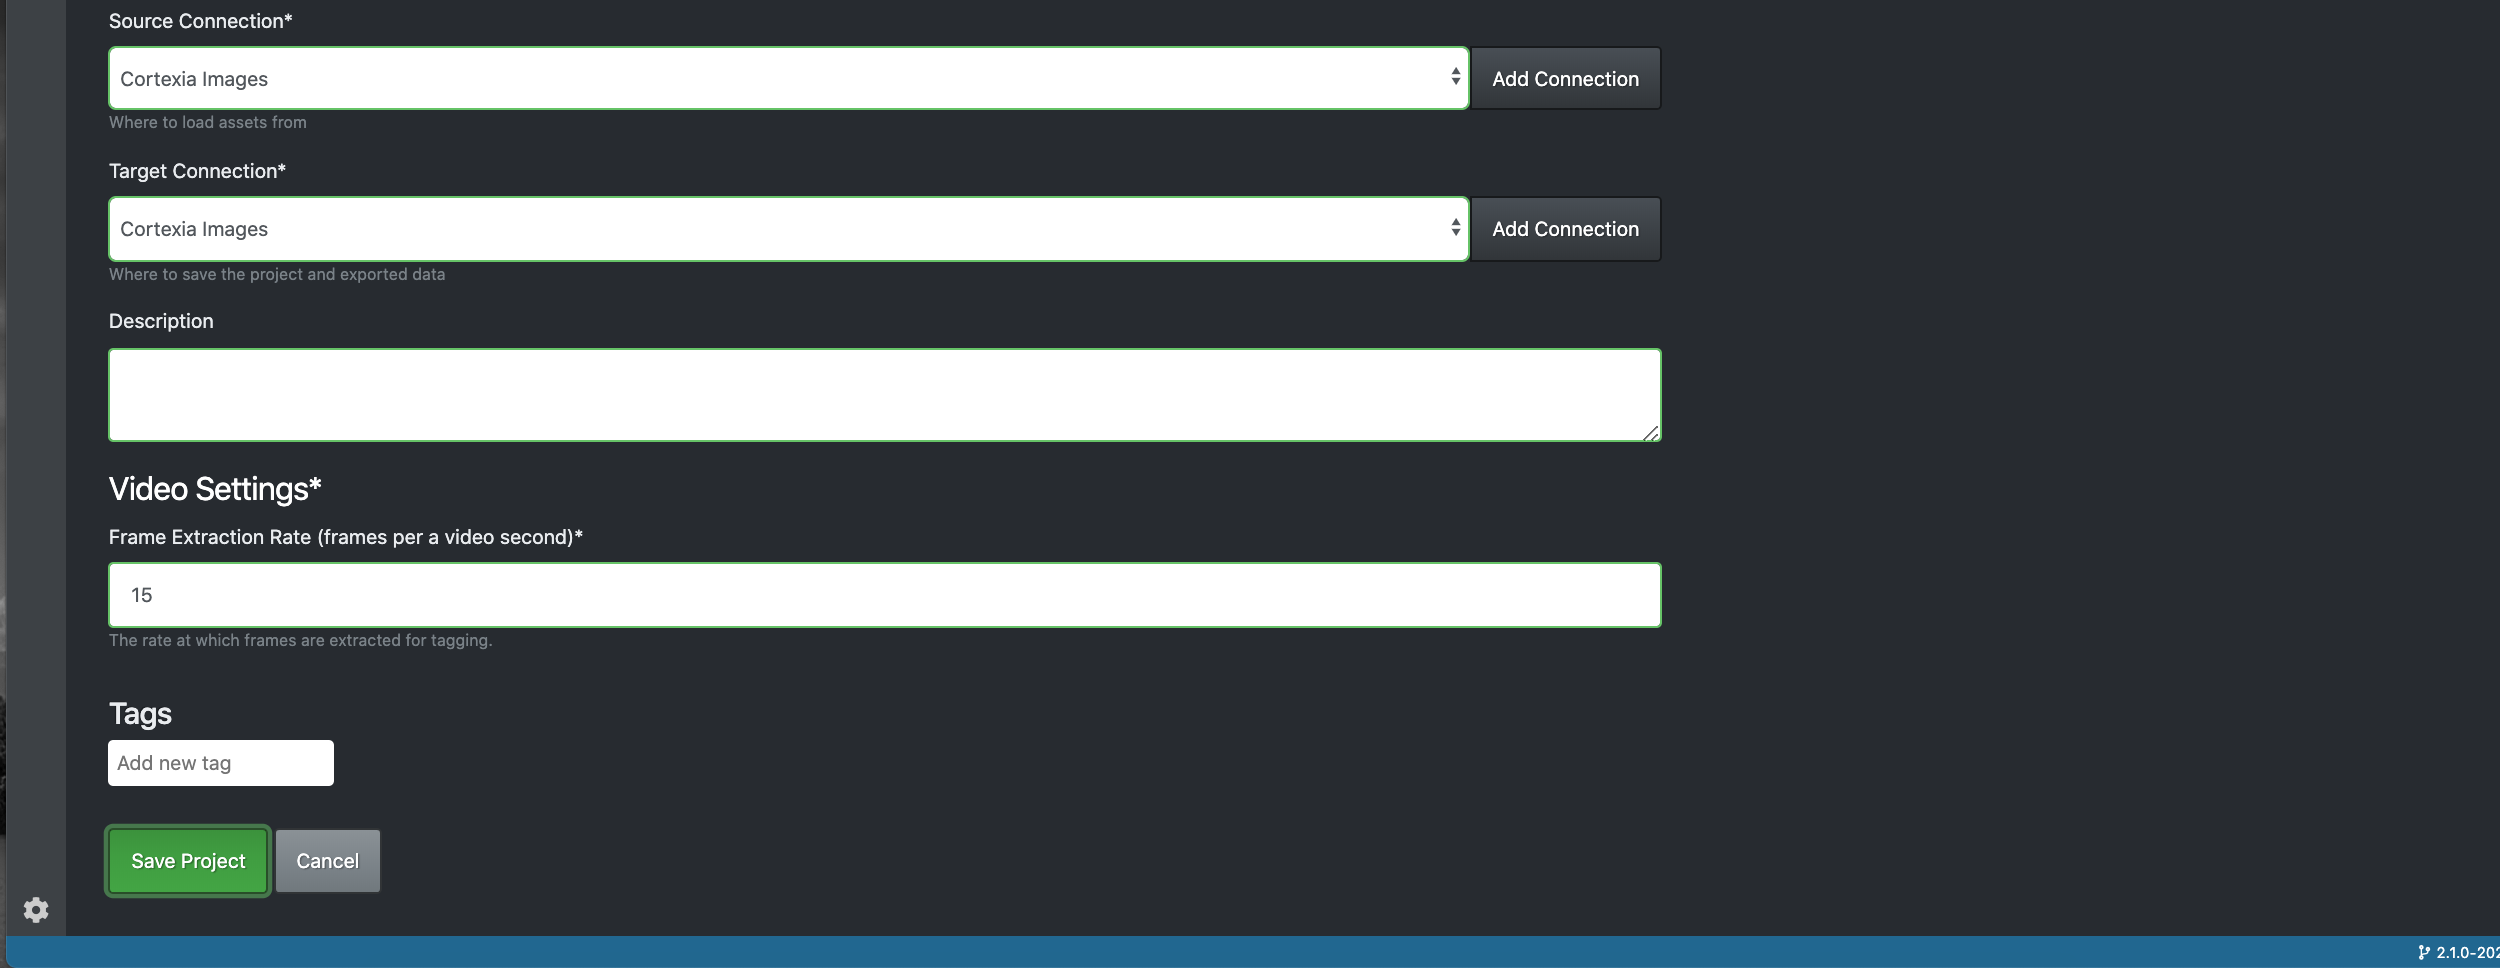 Source Connection*
Cortexia Images
Add Connection
Where to load assets from
Target Connection*
Cortexia Images
Add Connection
Where to save the project and exported data
Description
Video Settings*
Frame Extraction Rate (frames per a video second)*
15
The rate at which frames are extracted for tagging.
Tags
Add new tag
Save Project
Cancel
2.1.0-202